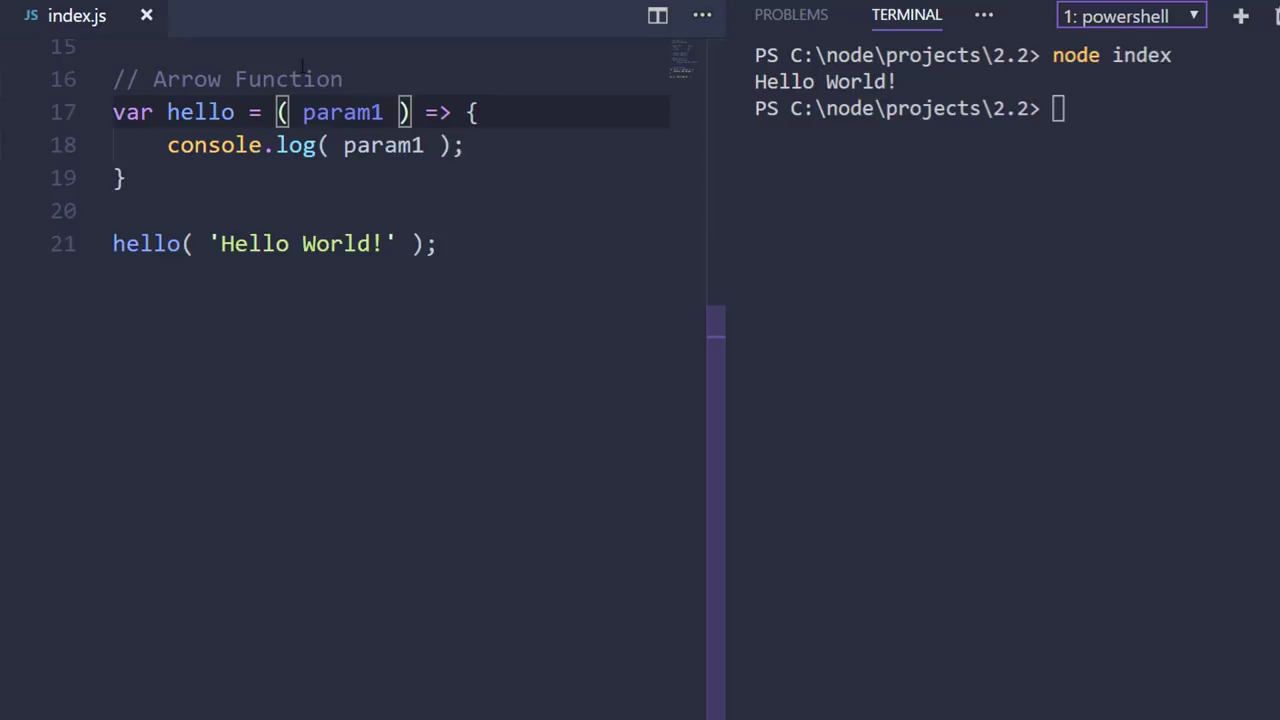 JS index.js
15
16 // Arrow Function
17 var hello = ( param1 ) => {
18     console.log( param1 );
19 }
20
21 hello( 'Hello World!' );
PROBLEMS TERMINAL ... 1: powershell
PS C:\node\projects\2.2> node index
Hello World!
PS C:\node\projects\2.2>